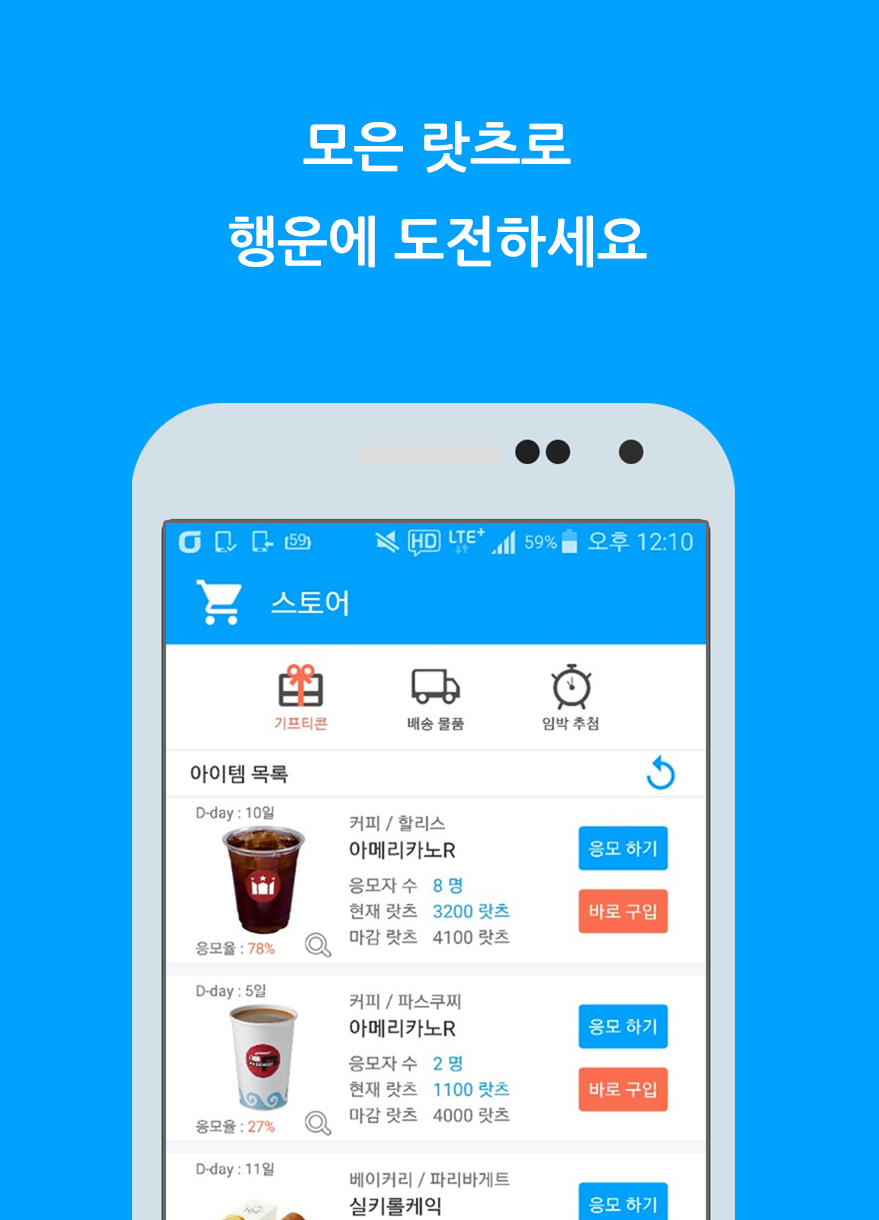 모은 랏츠로
행운에 도전하세요
59 HD LTE+ 59% 오후 12:10
스토어
기프티콘 배송 물품 임박 추첨
아이템 목록
D-day : 10일
커피 / 할리스
아메리카노R
응모 하기
응모자 수 8 명
현재 랏츠 3200 랏츠
바로 구입
마감 랏츠 4100 랏츠
응모율 : 78%
D-day : 5일
커피 / 파스쿠찌
아메리카노R
응모 하기
응모자 수 2 명
현재 랏츠 1100 랏츠
바로 구입
마감 랏츠 4000 랏츠
응모율 : 27%
D-day : 11일
베이커리 / 파리바게트
실키롤케익
응모 하기